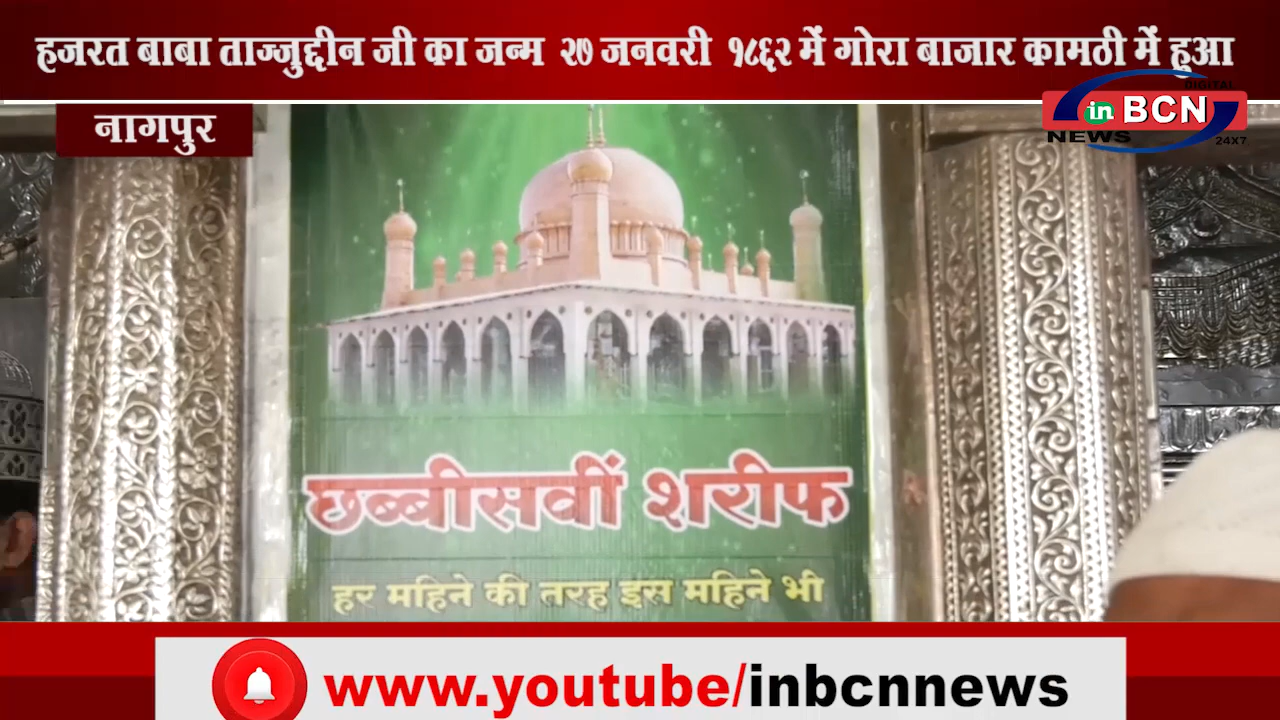 हजरत बाबा ताज्जुद्दीन जी का जन्म २७ जनवरी १८६२ में गोरा बाजार कामठी में हुआ
नागपुर
DIGITAL
in BCN
NEWS
24X7
छब्बीसवीं शरीफ
हर महिने की तरह इस महिने भी
www.youtube/inbcnnews